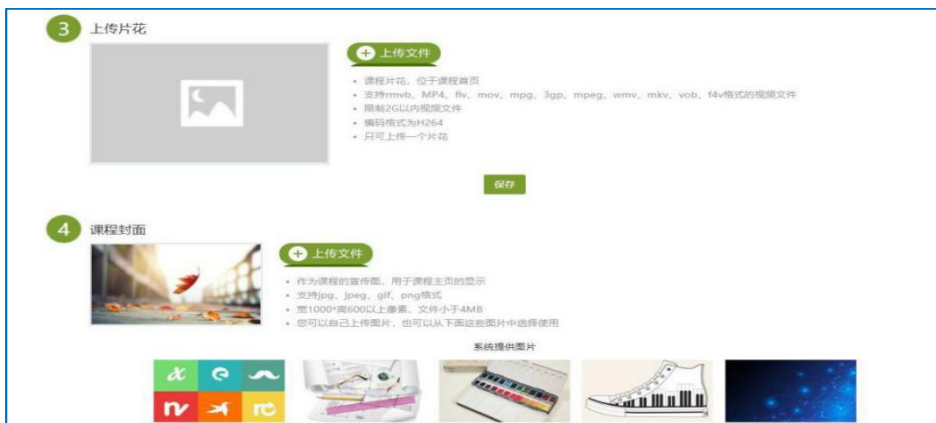 3 上传片花
上传文件
• 课程片花，位于课程首页
• 支持rmvb、MP4、flv、mov、mpg、3gp、mpeg、wmv、mkv、vob、f4v格式的视频文件
• 限制2G以内视频文件
• 编码格式为H264
• 只可上传一个片花
保存
4 课程封面
上传文件
• 作为课程的宣传图，用于课程主页的显示
• 支持jpg、jpeg、gif、png格式
• 宽1000*高600以上像素，文件小于4MB
• 您可以自己上传图片，也可以从下面这些图片中选择使用
系统提供图片